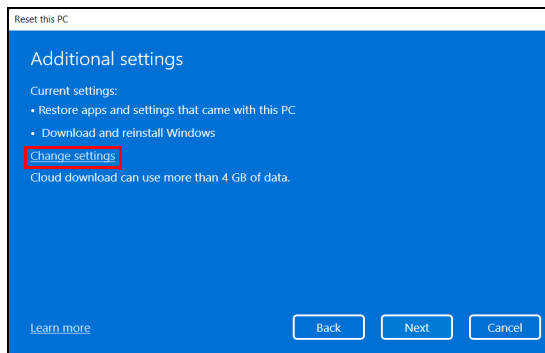 Reset this PC
Additional settings
Current settings:
• Restore apps and settings that came with this PC
• Download and reinstall Windows
Change settings
Cloud download can use more than 4 GB of data.
Learn more
Back
Next
Cancel